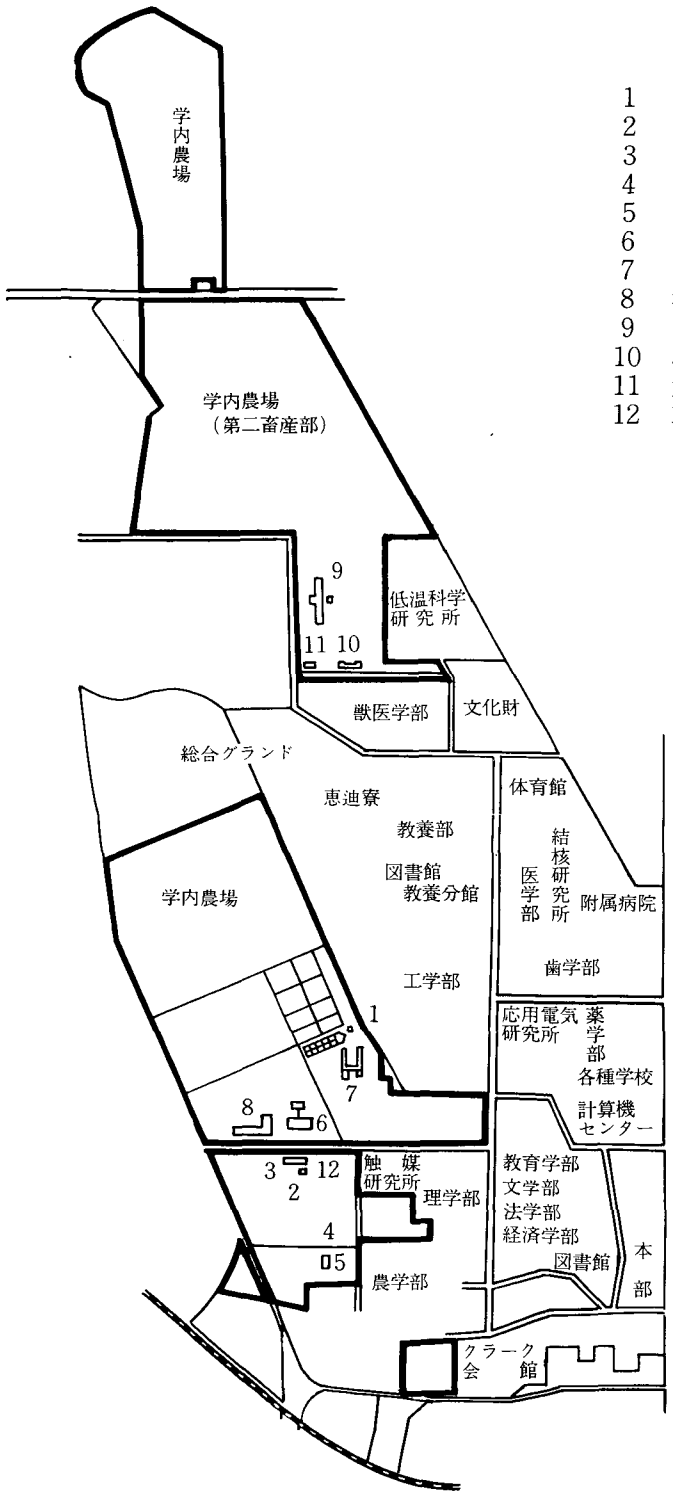 学内農場
1
2
3
4
5
6
7
8
9
10
11
12
学内農場
(第二畜産部)
9
低温科学
研究所
11 10
獣医学部
文化財
総合グランド
恵迪寮
体育館
教養部
結核研究所
医学部
図書館
教養分館
附属病院
学内農場
工学部
歯学部
1
応用電気
研究所
薬学部
各種学校
7
計算機
センター
8
6
3
12
2
触媒
研究所
理学部
教育学部
文学部
法学部
経済学部
図書館
本部
4
5
農学部
クラーク
会館